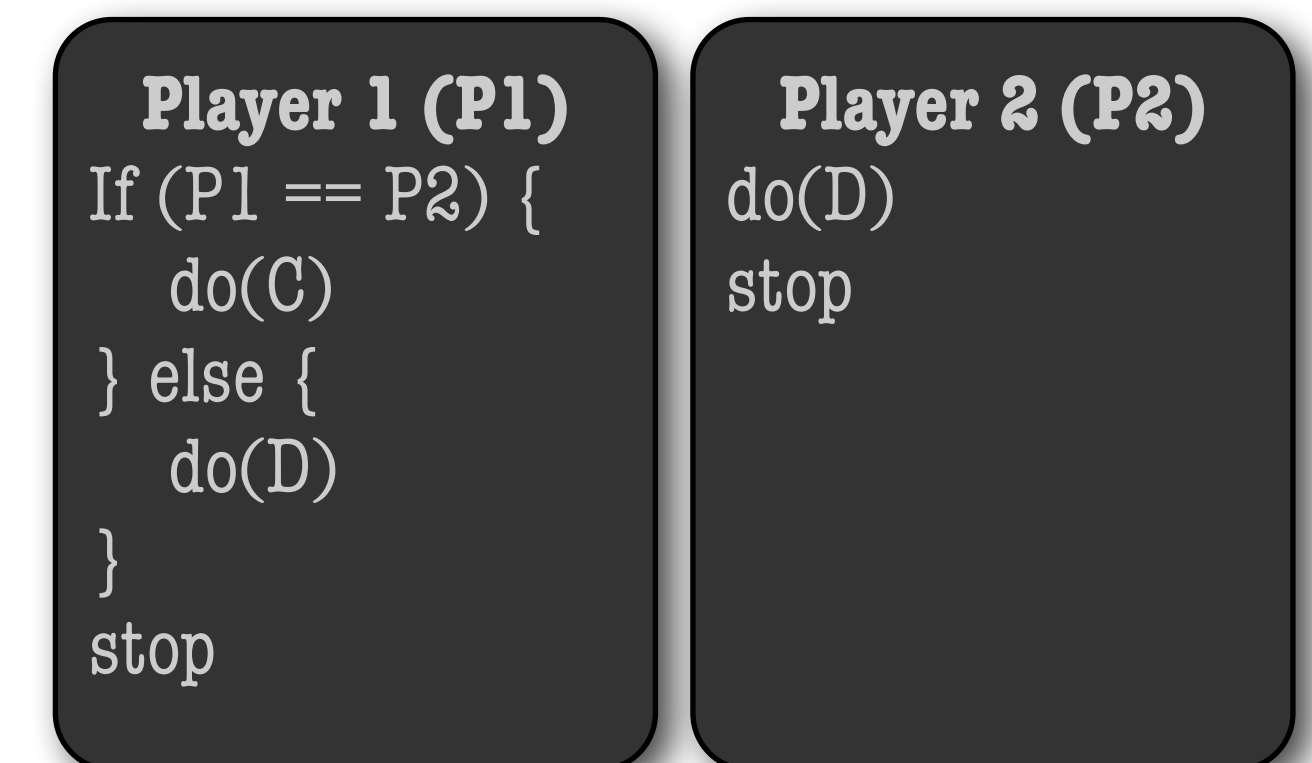 Player 1 (P1)
If (P1 == P2) {
do(C)
} else {
do(D)
}
stop
Player 2 (P2)
do(D)
stop